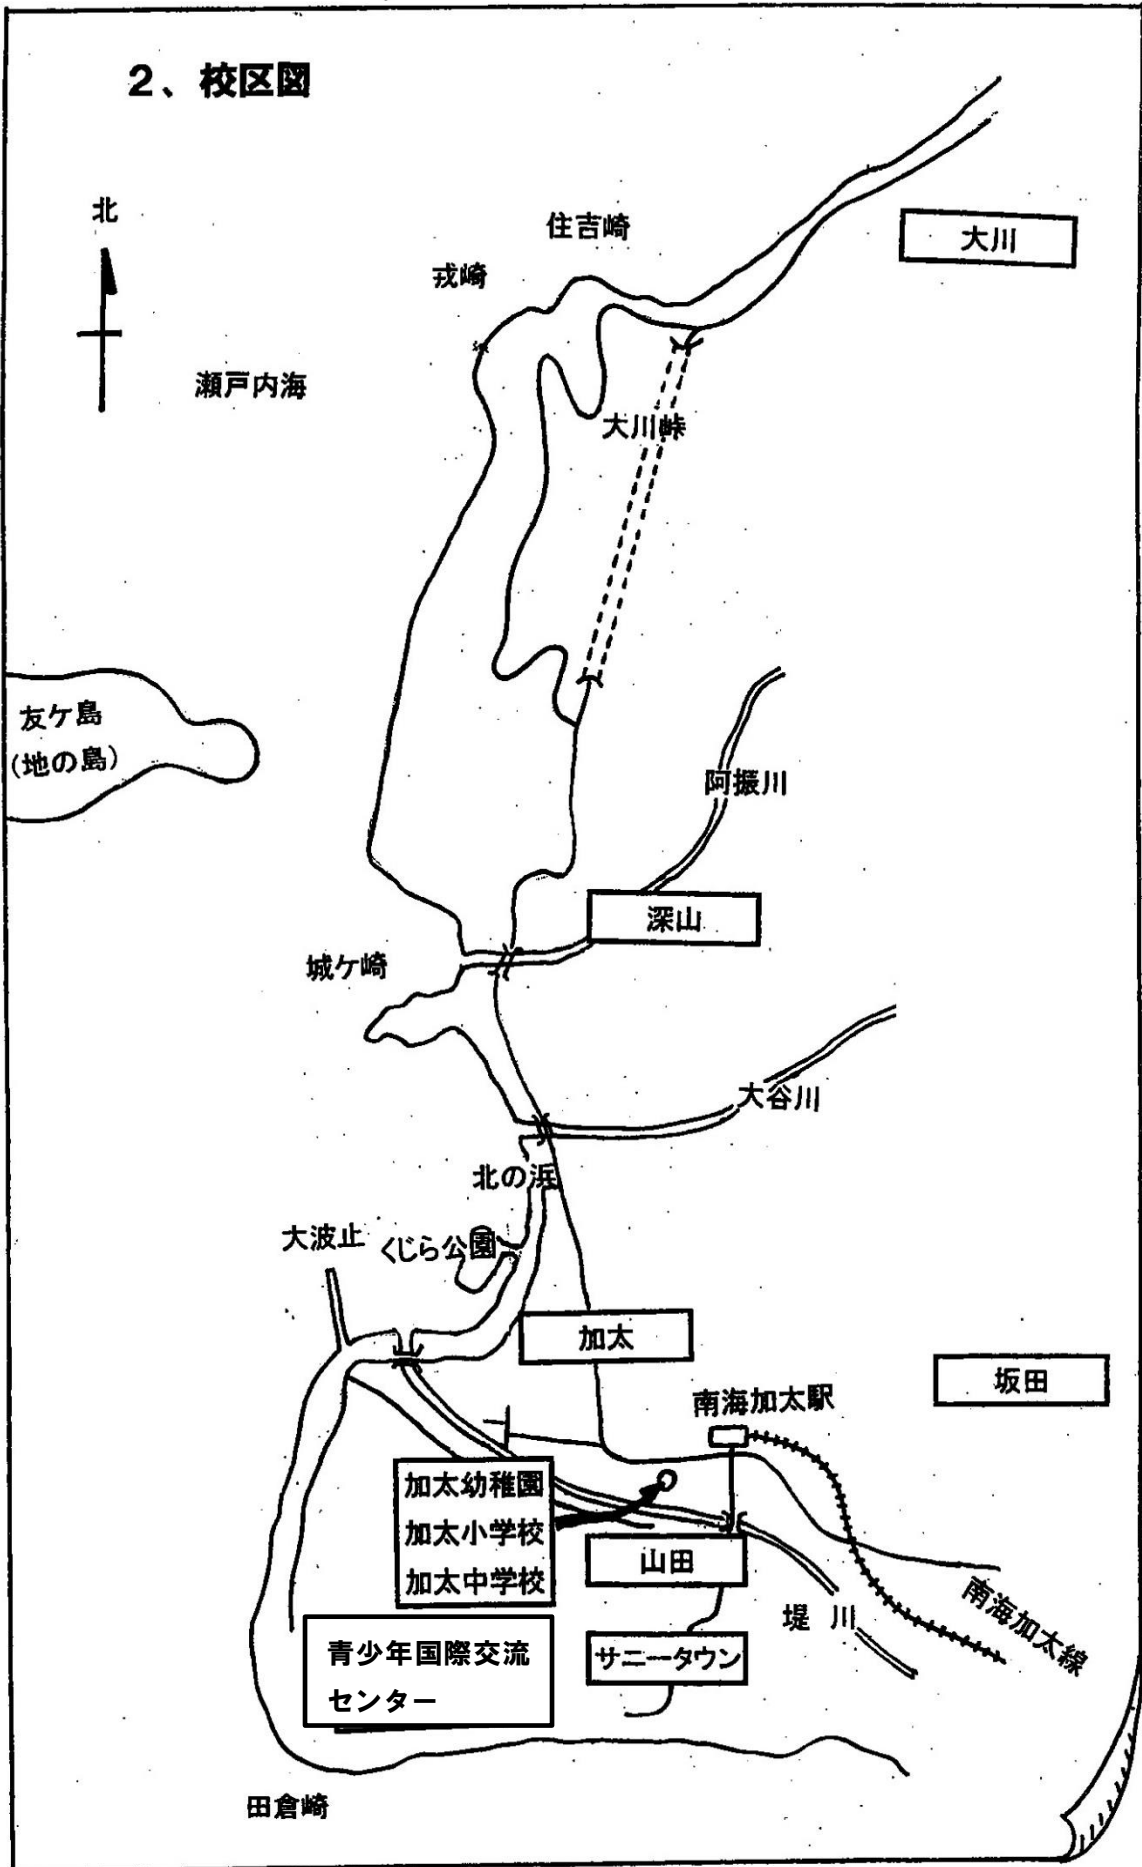 2、校区図
北
住吉崎
大川
戎崎
瀬戸内海
大川峠
友ケ島
(地の島)
阿振川
深山
城ケ崎
大谷川
北の浜
大波止
くじら公園
加太
坂田
南海加太駅
加太幼稚園
加太小学校
加太中学校
山田
堤 川
南海加太線
青少年国際交流
センター
サニータウン
田倉崎